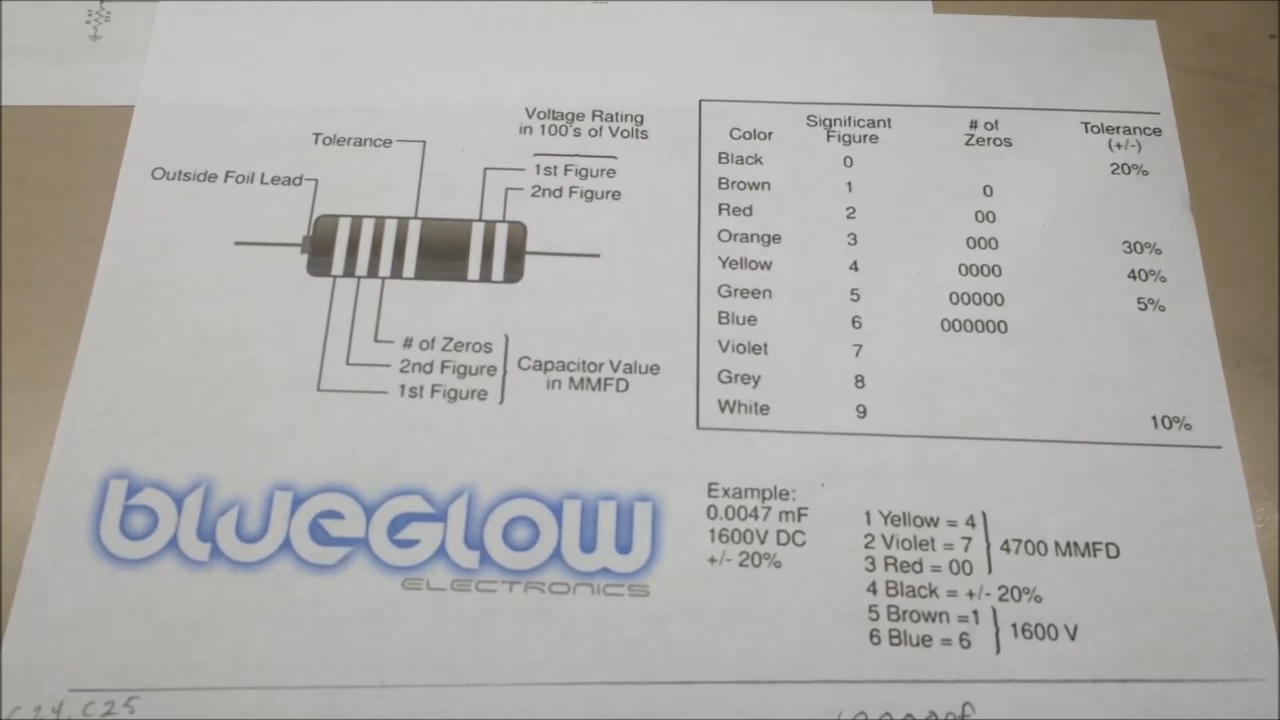 Voltage Rating
in 100's of Volts
Tolerance
1st Figure
Outside Foil Lead
2nd Figure
# of Zeros
2nd Figure
1st Figure
Capacitor Value
in MMFD
Color Significant Figure # of Zeros Tolerance (+/-)
Black 0 20%
Brown 1 0
Red 2 00
Orange 3 000 30%
Yellow 4 0000 40%
Green 5 00000 5%
Blue 6 000000
Violet 7
Grey 8
White 9 10%
blueglow
ELECTRONICS
Example:
0.0047 mF
1600V DC
+/- 20%
1 Yellow = 4
2 Violet = 7
3 Red = 00
4700 MMFD
4 Black = +/- 20%
5 Brown =1
6 Blue = 6
1600 V
C24, C25